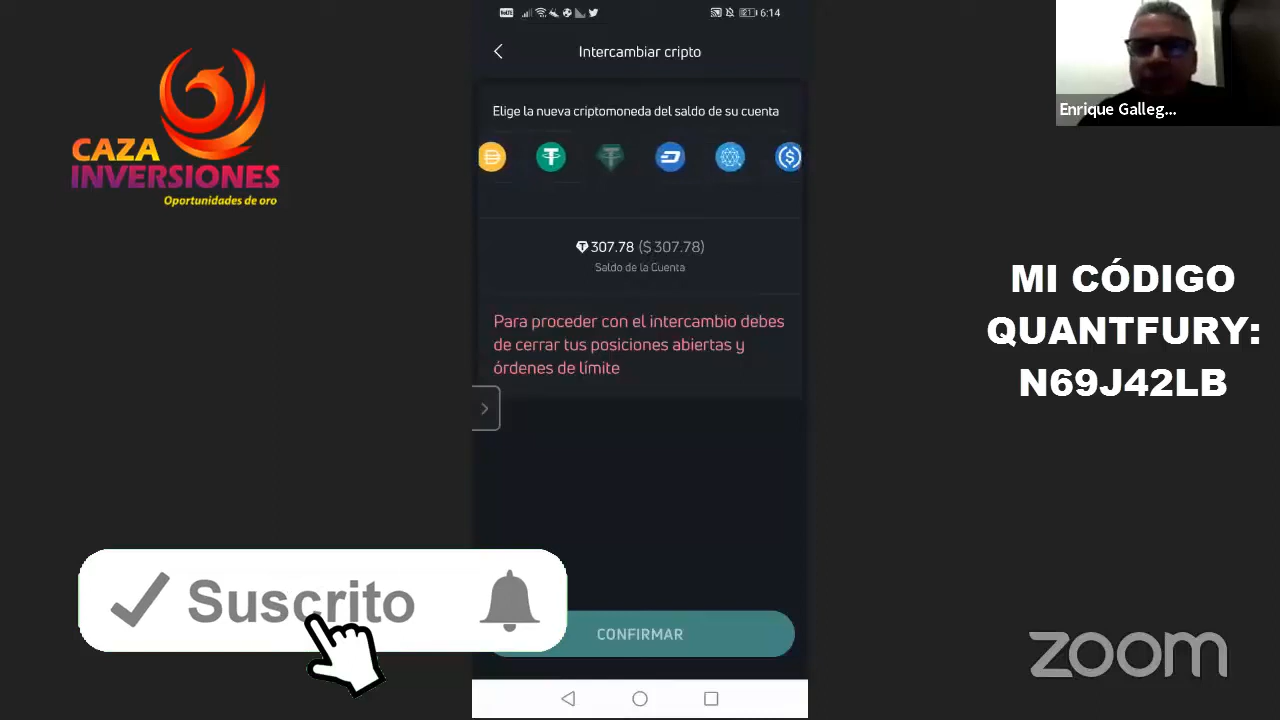 VoLTE
6:14
Intercambiar cripto
Enrique Galleg...
Elige la nueva criptomoneda del saldo de su cuenta
CAZA
INVERSIONES
Oportunidades de oro
307.78 ($ 307.78)
Saldo de la Cuenta
Para proceder con el intercambio debes
de cerrar tus posiciones abiertas y
órdenes de límite
MI CÓDIGO
QUANTFURY:
N69J42LB
Suscrito
CONFIRMAR
zoom